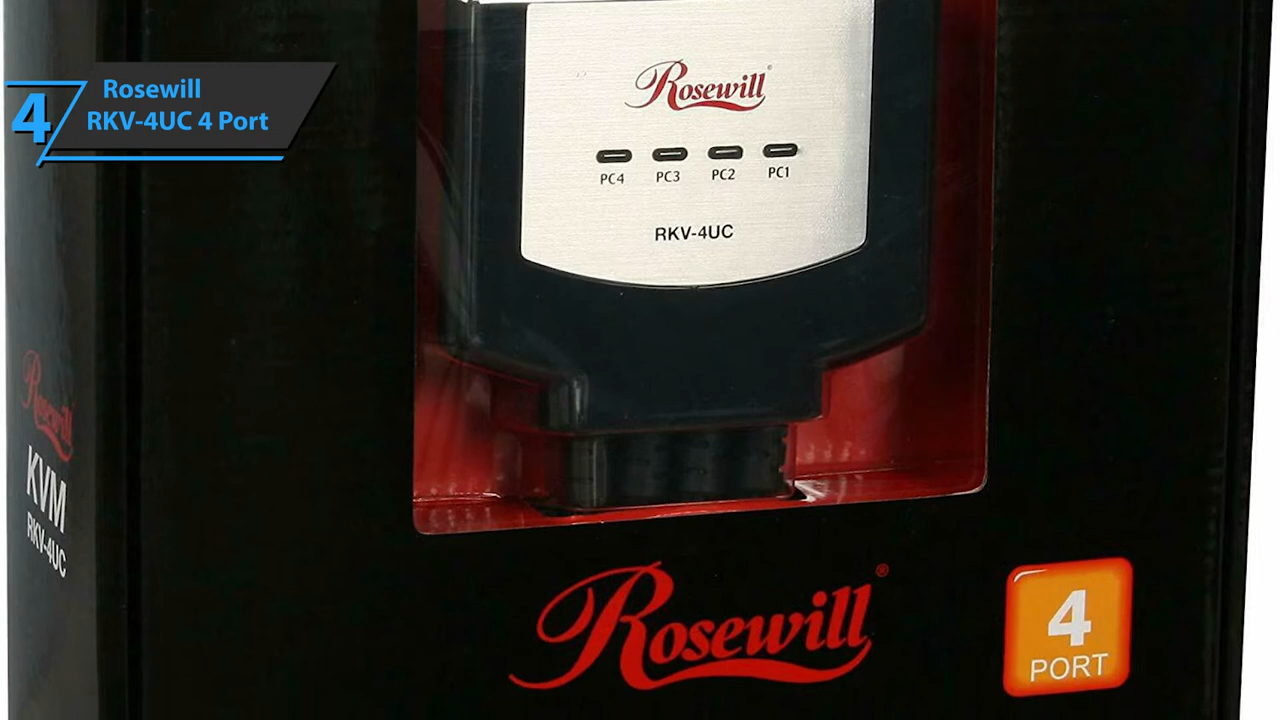 4
Rosewill
RKV-4UC 4 Port
Rosewill®
PC4 PC3 PC2 PC1
RKV-4UC
Rosewill
KVM
RKV-4UC
Rosewill®
4
PORT